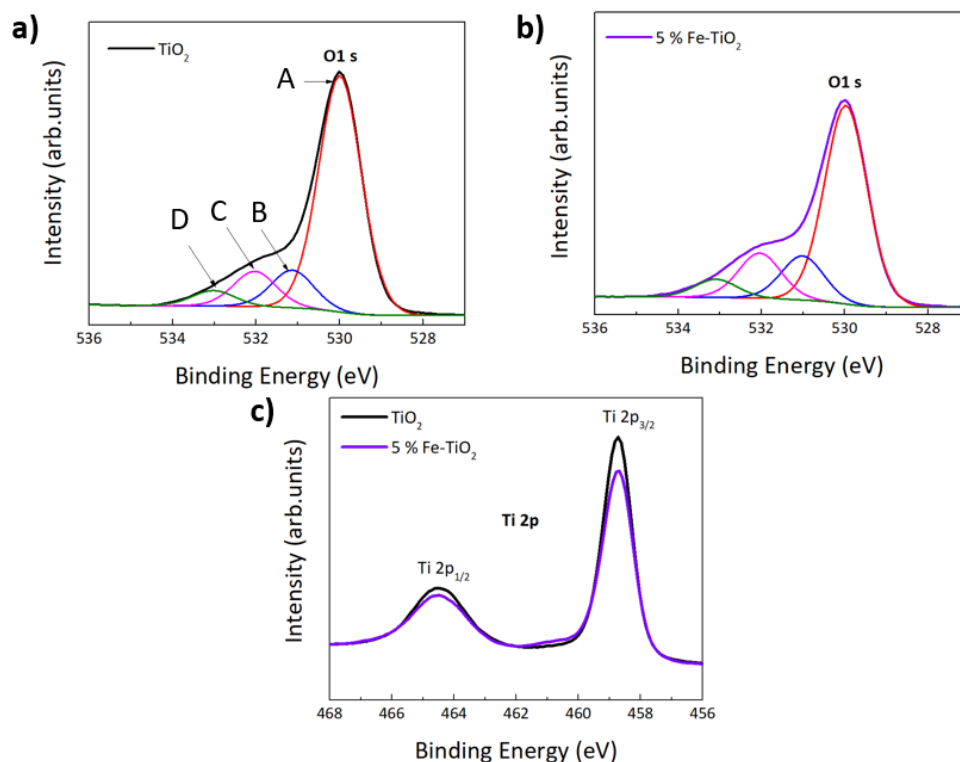 a)
TiO₂
O1 s
A
B
C
D
Intensity (arb.units)
536 534 532 530 528
Binding Energy (eV)
b)
5 % Fe-TiO₂
O1 s
Intensity (arb.units)
536 534 532 530 528
Binding Energy (eV)
c)
TiO₂
5 % Fe-TiO₂
Ti 2p₃/₂
Ti 2p
Ti 2p₁/₂
Intensity (arb.units)
468 466 464 462 460 458 456
Binding Energy (eV)